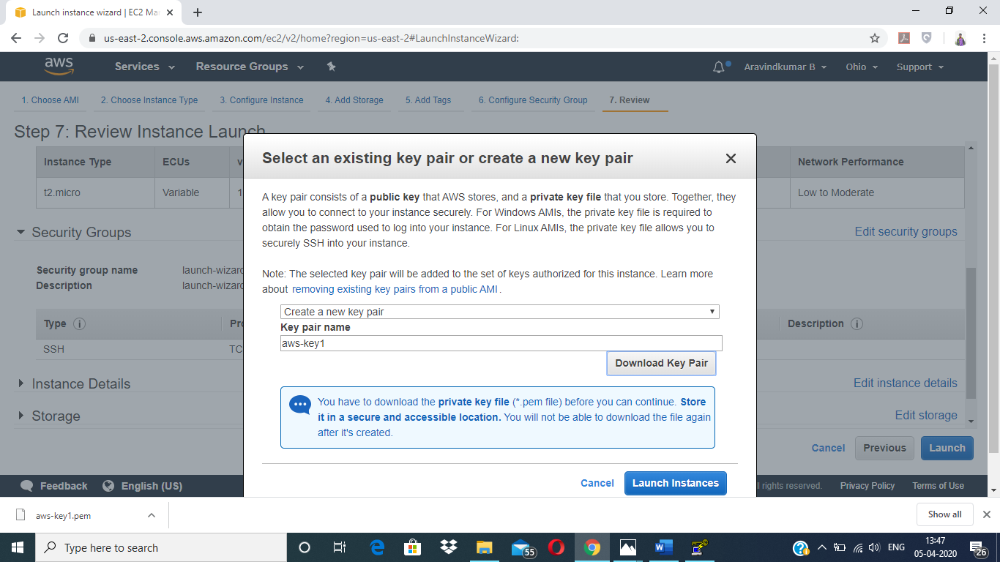 Launch instance wizard | EC2 Ma
us-east-2.console.aws.amazon.com/ec2/v2/home?region=us-east-2#LaunchInstanceWizard:
aws Services Resource Groups Aravindkumar B Ohio Support
1. Choose AMI 2. Choose Instance Type 3. Configure Instance 4. Add Storage 5. Add Tags 6. Configure Security Group 7. Review
Step 7: Review Instance Launch
Instance Type ECUs v Network Performance
t2.micro Variable 1 Low to Moderate
Security Groups Edit security groups
Security group name launch-wizard
Description launch-wizard
Type Pro Description
SSH TC
Instance Details Edit instance details
Storage Edit storage
Cancel Previous Launch
Select an existing key pair or create a new key pair
A key pair consists of a public key that AWS stores, and a private key file that you store. Together, they
allow you to connect to your instance securely. For Windows AMIs, the private key file is required to
obtain the password used to log into your instance. For Linux AMIs, the private key file allows you to
securely SSH into your instance.
Note: The selected key pair will be added to the set of keys authorized for this instance. Learn more
about removing existing key pairs from a public AMI .
Create a new key pair
Key pair name
aws-key1
Download Key Pair
You have to download the private key file (*.pem file) before you can continue. Store
it in a secure and accessible location. You will not be able to download the file again
after it's created.
Cancel Launch Instances
Feedback English (US) l rights reserved. Privacy Policy Terms of Use
aws-key1.pem Show all
Type here to search 55 ENG 13:47
05-04-2020 26